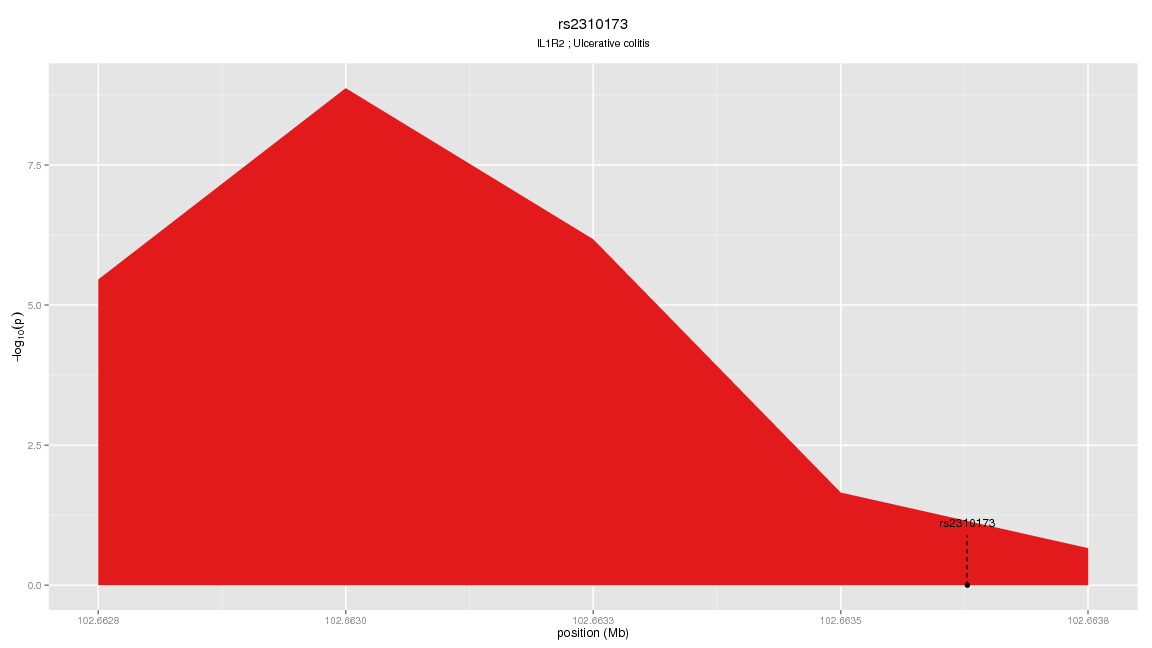 rs2310173
IL1R2 ; Ulcerative colitis
7.5
5.0
2.5
0.0
−log10(p)
rs2310173
102.6628
102.6630
102.6633
102.6635
102.6638
position (Mb)